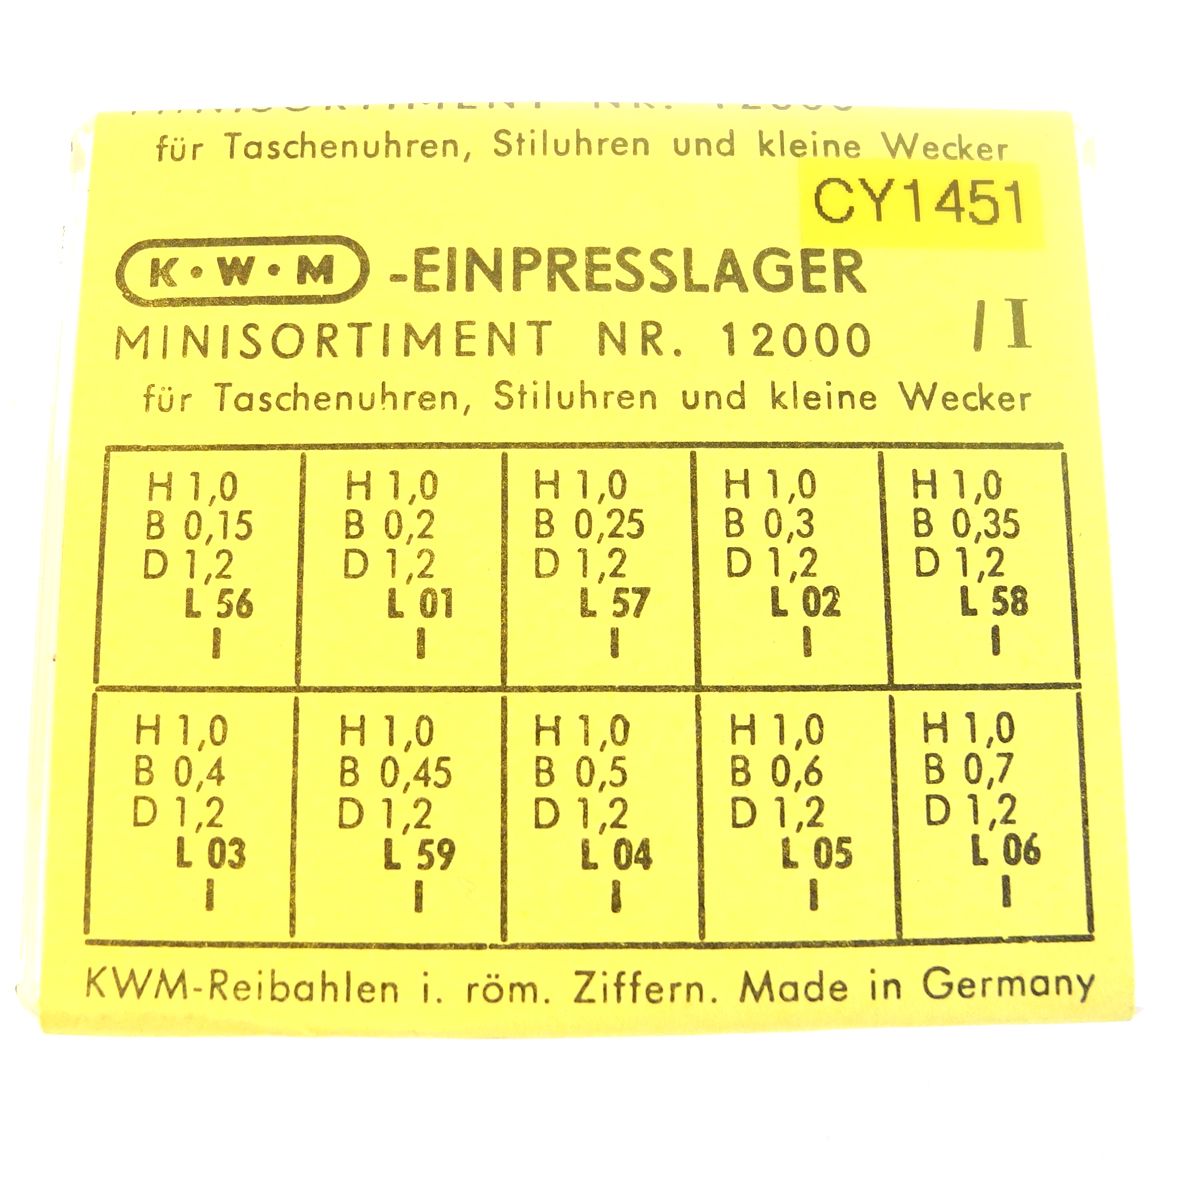 MINISORTIMENT NR. 12000
für Taschenuhren, Stiluhren und kleine Wecker
CY1451
K·W·M -EINPRESSLAGER
MINISORTIMENT NR. 12000 /I
für Taschenuhren, Stiluhren und kleine Wecker
H 1,0 H 1,0 H 1,0 H 1,0 H 1,0
B 0,15 B 0,2 B 0,25 B 0,3 B 0,35
D 1,2 D 1,2 D 1,2 D 1,2 D 1,2
L 56 L 01 L 57 L 02 L 58
I I I I I
H 1,0 H 1,0 H 1,0 H 1,0 H 1,0
B 0,4 B 0,45 B 0,5 B 0,6 B 0,7
D 1,2 D 1,2 D 1,2 D 1,2 D 1,2
L 03 L 59 L 04 L 05 L 06
I I I I I
KWM-Reibahlen i. röm. Ziffern. Made in Germany